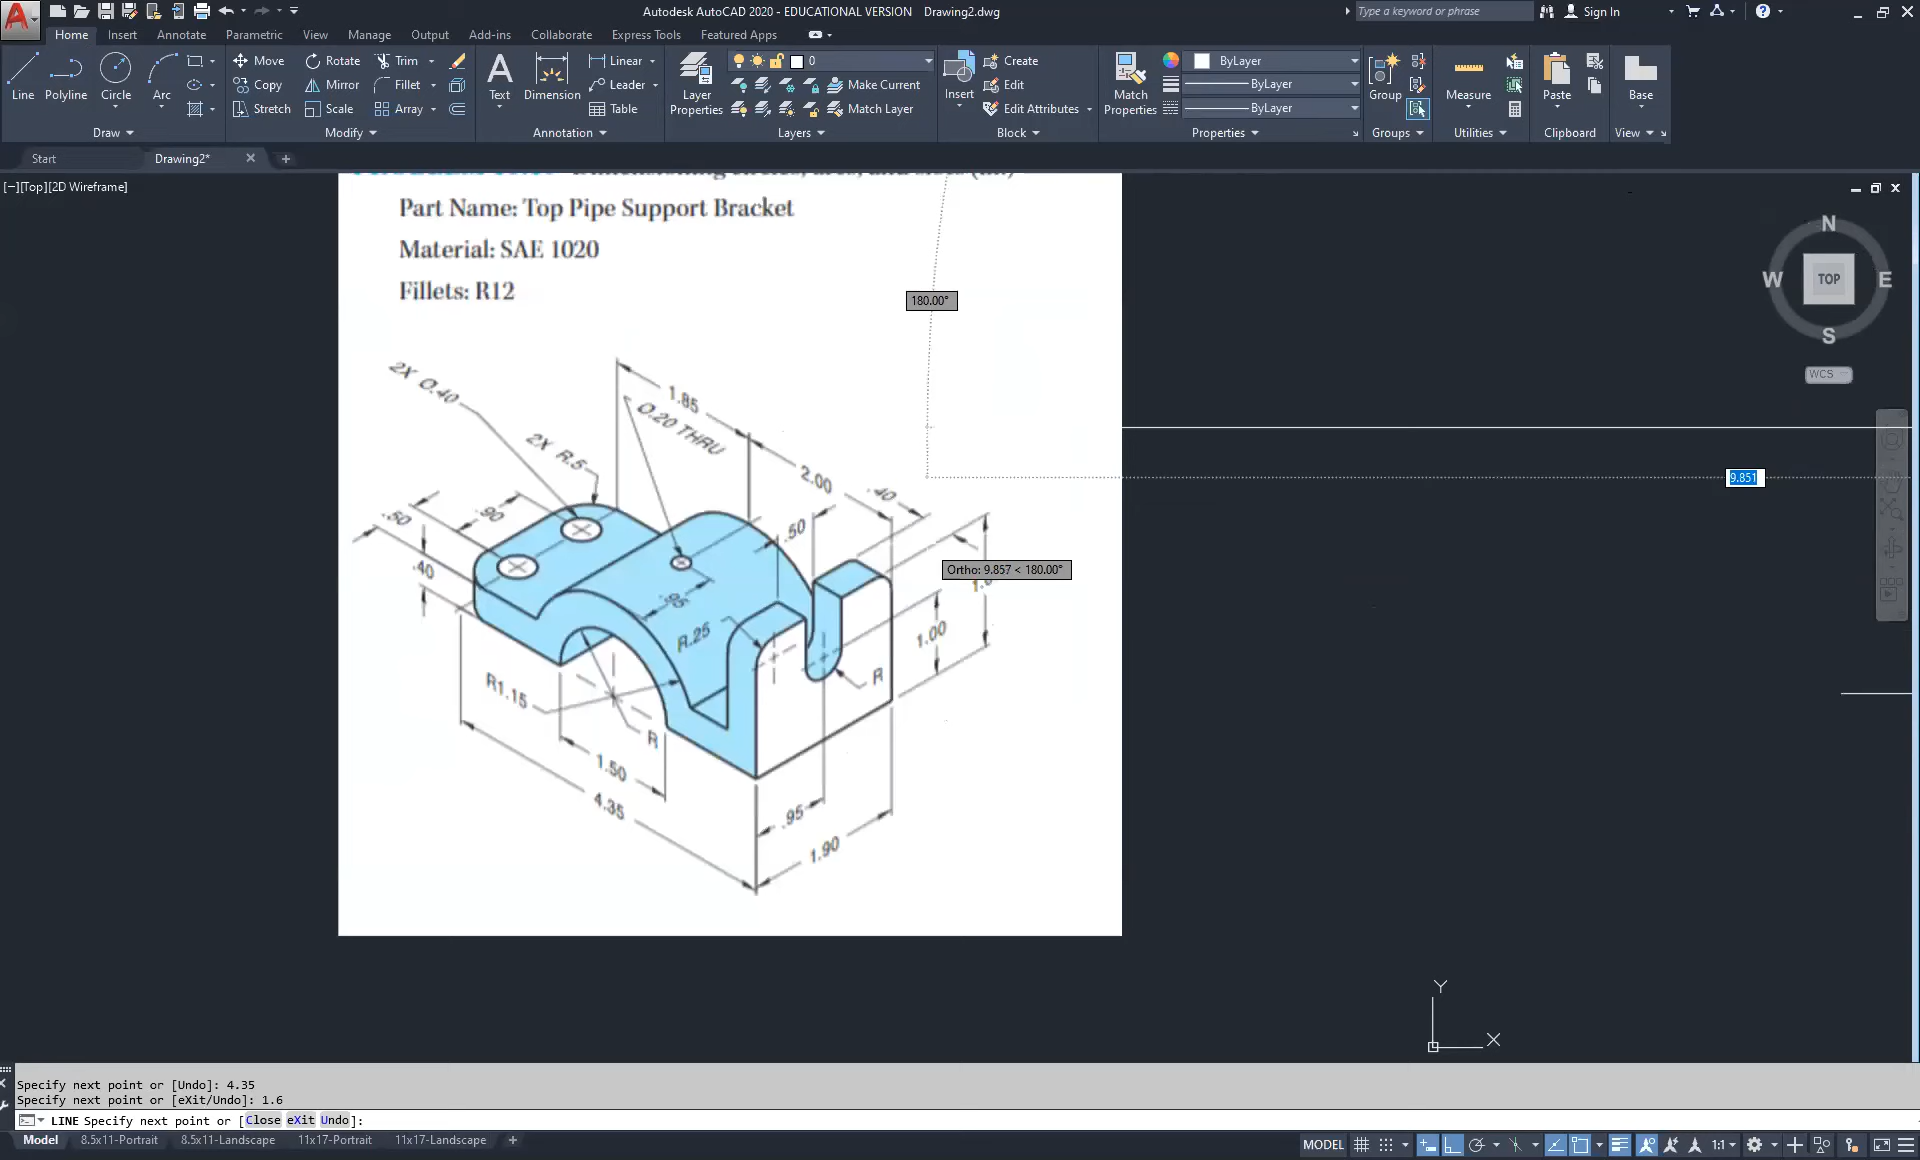 Autodesk AutoCAD 2020 - EDUCATIONAL VERSION Drawing2.dwg
Type a keyword or phrase
Sign In
Home Insert Annotate Parametric View Manage Output Add-ins Collaborate Express Tools Featured Apps
Line Polyline Circle Arc
Draw
Move Rotate Trim
Copy Mirror Fillet
Stretch Scale Array
Modify
Text Dimension
Linear
Leader
Table
Annotation
Layer Properties
0
Make Current
Match Layer
Layers
Insert
Create
Edit
Edit Attributes
Block
Match Properties
ByLayer
ByLayer
ByLayer
Properties
Group
Groups
Measure
Utilities
Paste
Clipboard
Base
View
Start Drawing2*
[−][Top][2D Wireframe]
Part Name: Top Pipe Support Bracket
Material: SAE 1020
Fillets: R12
180.00°
N
W TOP E
S
WCS
2X Ø.40
1.85
Ø.20 THRU
2X R.5
2.00
.40
9.851
.90
.50
.50
.40
Ortho: 9.857 < 180.00°
.95
R.25
1.00
R1.15
R
R
1.50
4.35
.95
1.90
Y
X
Specify next point or [Undo]: 4.35
Specify next point or [eXit/Undo]: 1.6
LINE Specify next point or [Close eXit Undo]:
Model 8.5x11-Portrait 8.5x11-Landscape 11x17-Portrait 11x17-Landscape +
MODEL 1:1